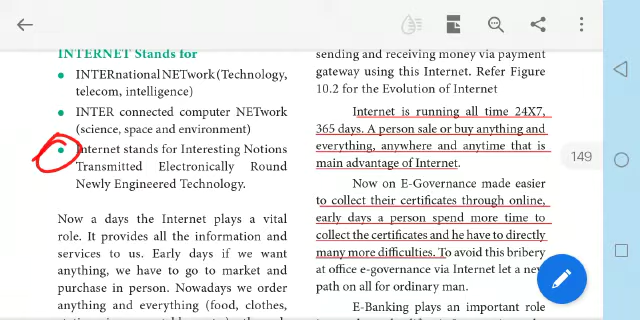 INTERNET Stands for
INTERnational NETwork (Technology,
telecom, intelligence)
INTER connected computer NETwork
(science, space and environment)
Internet stands for Interesting Notions
Transmitted Electronically Round
Newly Engineered Technology.
Now a days the Internet plays a vital
role. It provides all the information and
services to us. Early days if we want
anything, we have to go to market and
purchase in person. Nowadays we order
anything and everything (food, clothes,
sending and receiving money via payment
gateway using this Internet. Refer Figure
10.2 for the Evolution of Internet
Internet is running all time 24X7,
365 days. A person sale or buy anything and
everything, anywhere and anytime that is
main advantage of Internet.
Now on E-Governance made easier
to collect their certificates through online,
early days a person spend more time to
collect the certificates and he have to directly
many more difficulties. To avoid this bribery
at office e-governance via Internet let a new
path on all for ordinary man.
E-Banking plays an important role
149